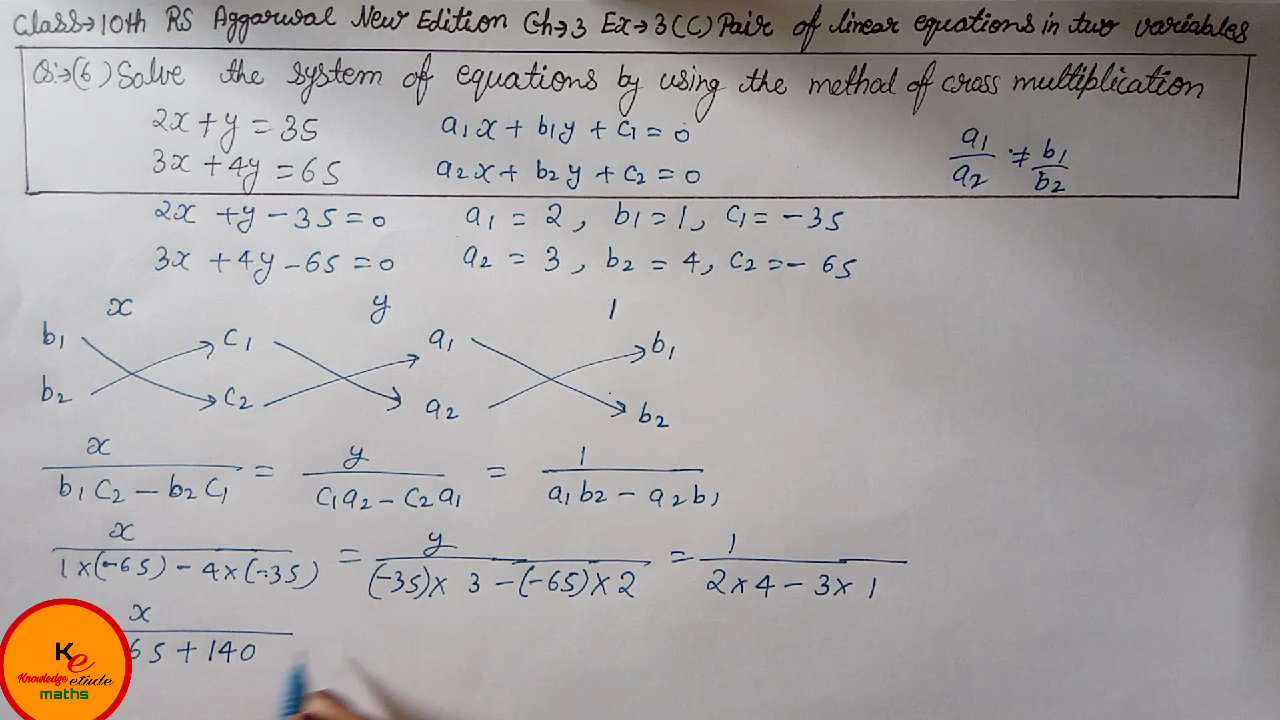 Class→10th RS Aggarwal New Edition Ch→3 Ex→3(C) Pair of linear equations in two variables
Q:→(6) Solve the system of equations by using the method of cross multiplication
2x + y = 35 a₁x + b₁y + c₁ = 0 a₁/a₂ ≠ b₁/b₂
3x + 4y = 65 a₂x + b₂y + c₂ = 0
2x + y − 35 = 0 a₁ = 2, b₁ = 1, c₁ = −35
3x + 4y − 65 = 0 a₂ = 3, b₂ = 4, c₂ = − 65
x y 1
b₁ c₁ a₁ b₁
b₂ c₂ a₂ b₂
x/(b₁c₂ − b₂c₁) = y/(c₁a₂ − c₂a₁) = 1/(a₁b₂ − a₂b₁)
x/(1×(−65) − 4×(−35)) = y/((−35)×3 − (−65)×2) = 1/(2×4 − 3×1)
x/(65 + 140)
Ke
Knowledge etude
maths